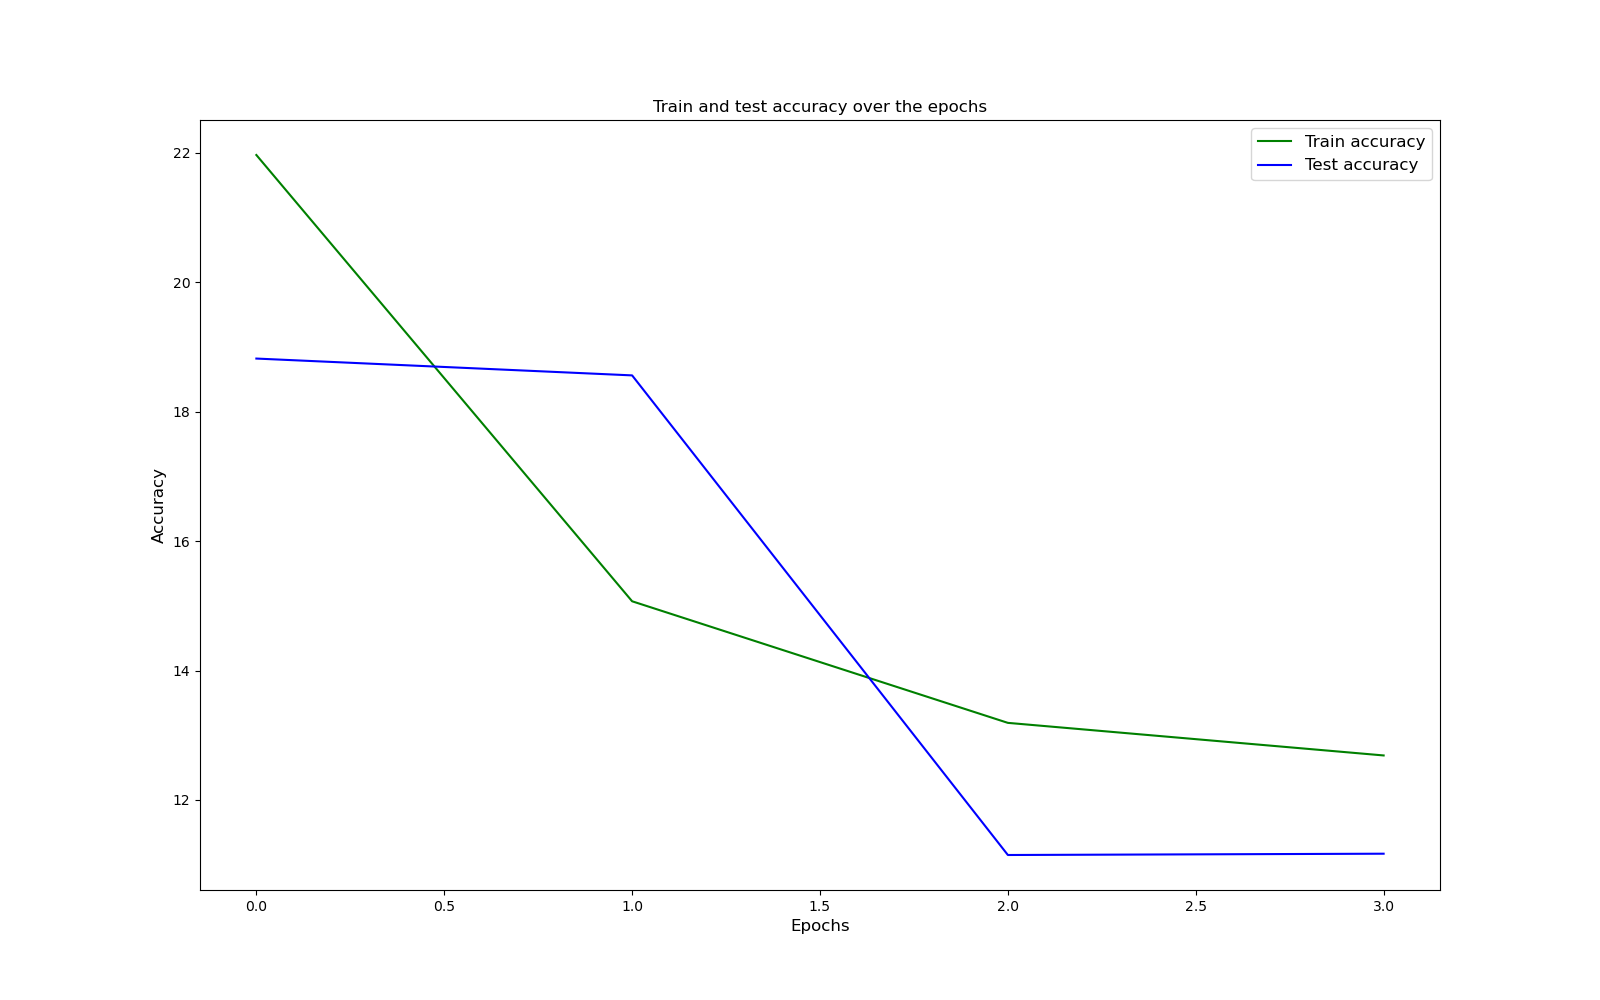 Train and test accuracy over the epochs
Train accuracy
Test accuracy
Accuracy
22
20
18
16
14
12
0.0 0.5 1.0 1.5 2.0 2.5 3.0
Epochs